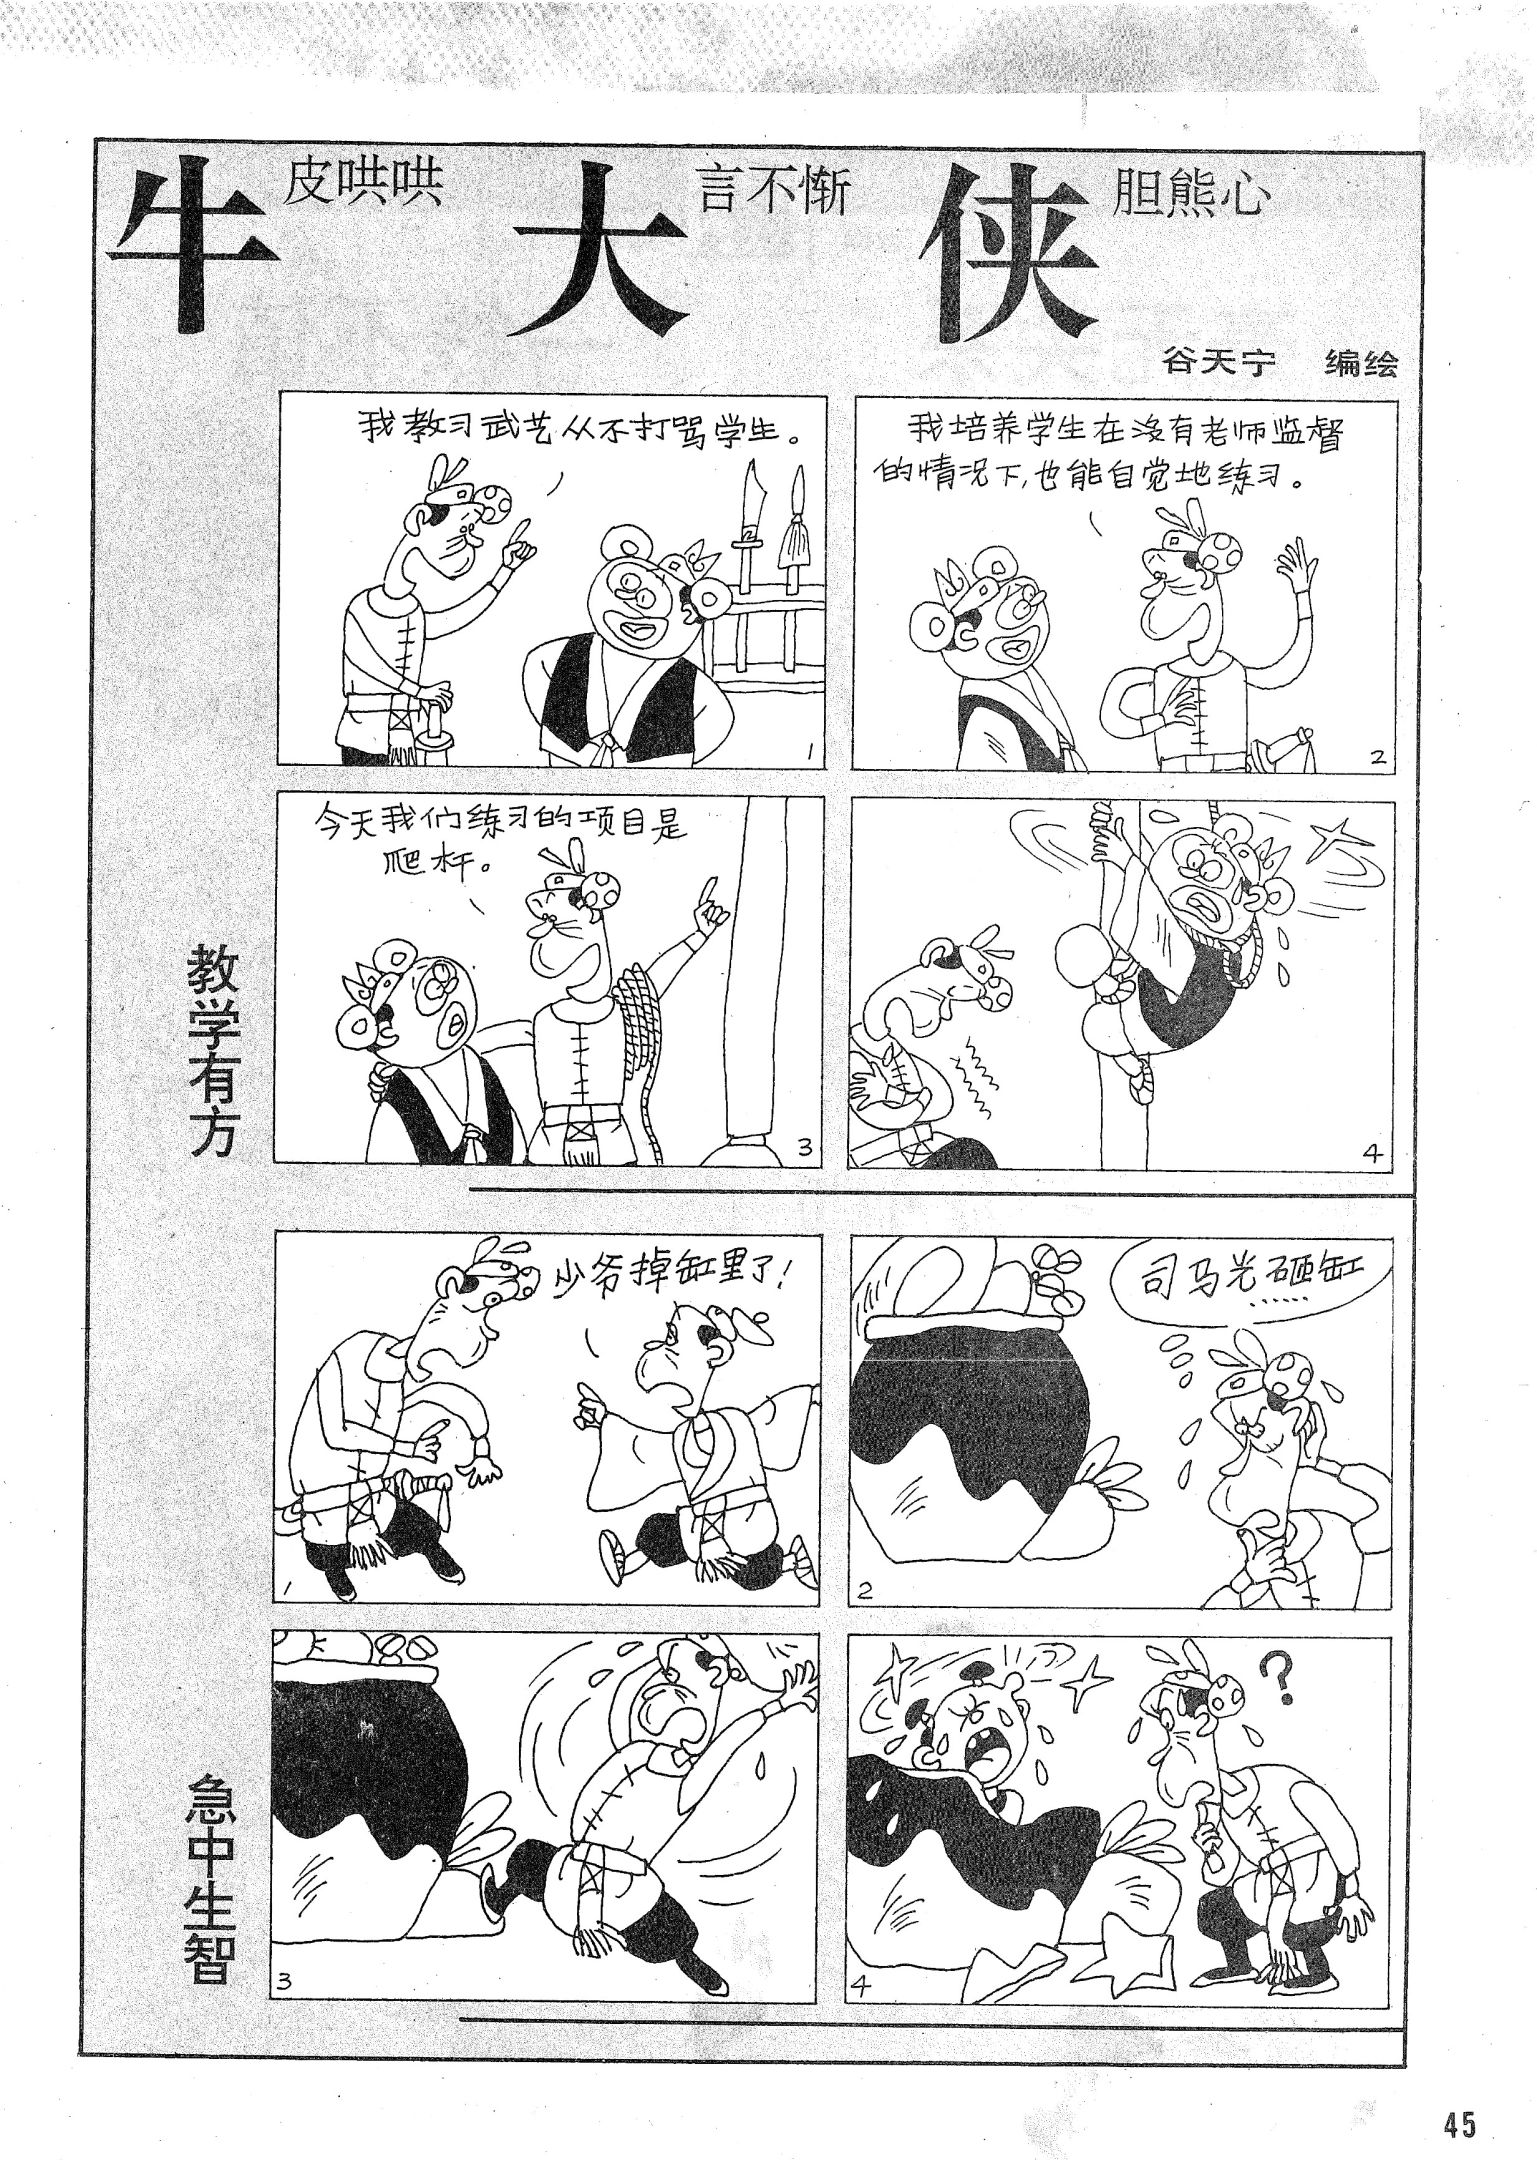 牛皮哄哄 大言不惭 侠胆熊心
谷天宁 编绘
教学有方
我教习武艺从不打骂学生。
1
我培养学生在没有老师监督
的情况下,也能自觉地练习。
2
今天我们练习的项目是
爬杆。
3
4
急中生智
少爷掉缸里了!
1
司马光砸缸
……
2
3
?
4
45